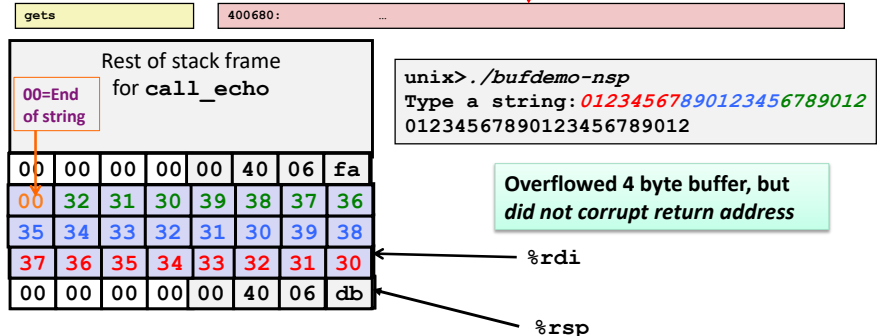 gets
400680: …
Rest of stack frame
for call_echo
00=End
of string
unix>./bufdemo-nsp
Type a string:01234567890123456789012
01234567890123456789012
00 00 00 00 00 40 06 fa
00 32 31 30 39 38 37 36
35 34 33 32 31 30 39 38
37 36 35 34 33 32 31 30
00 00 00 00 00 40 06 db
Overflowed 4 byte buffer, but
did not corrupt return address
%rdi
%rsp